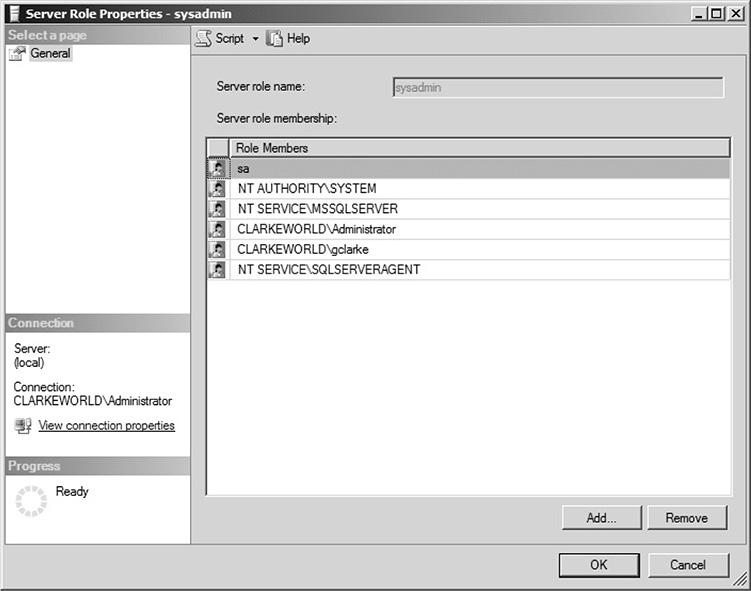 Server Role Properties - sysadmin
Select a page
General
Script
Help
Server role name:
sysadmin
Server role membership:
Role Members
sa
NT AUTHORITY\SYSTEM
NT SERVICE\MSSQLSERVER
CLARKEWORLD\Administrator
CLARKEWORLD\gclarke
NT SERVICE\SQLSERVERAGENT
Connection
Server:
(local)
Connection:
CLARKEWORLD\Administrator
View connection properties
Progress
Ready
Add...
Remove
OK
Cancel